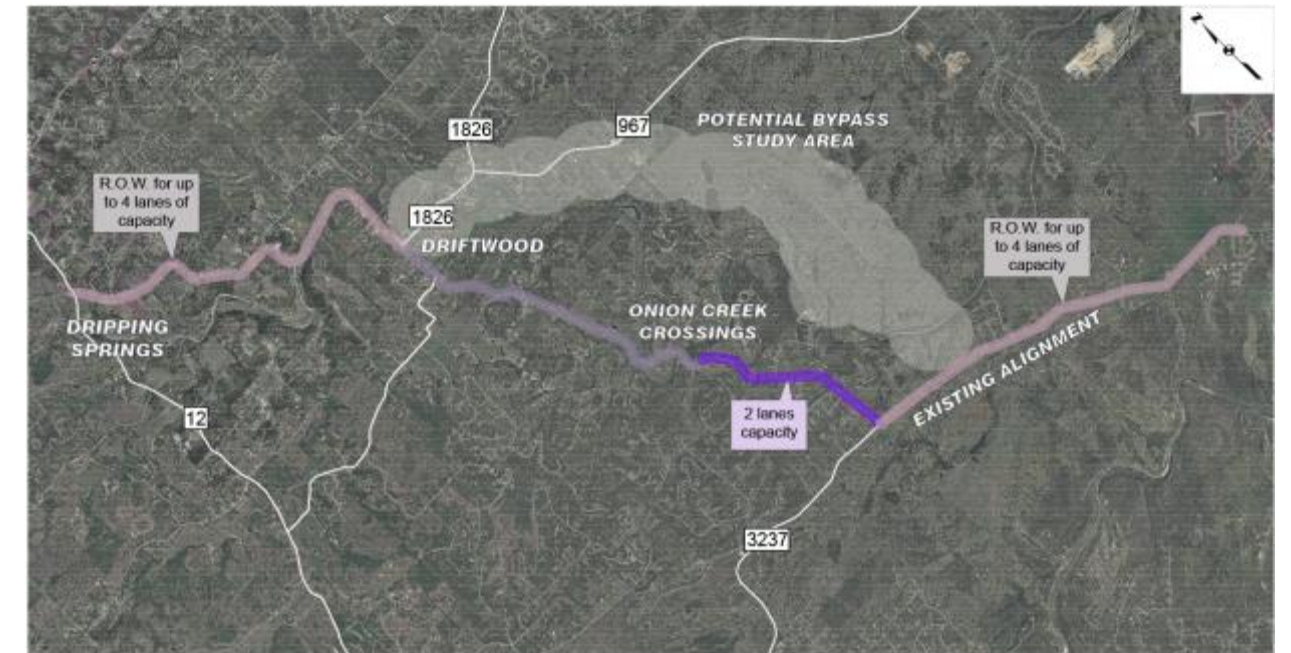 N
1826
967
POTENTIAL BYPASS
STUDY AREA
R.O.W. for up
to 4 lanes of
capacity
1826
DRIFTWOOD
R.O.W. for up
to 4 lanes of
capacity
DRIPPING
SPRINGS
ONION CREEK
CROSSINGS
EXISTING ALIGNMENT
12
2 lanes
capacity
3237